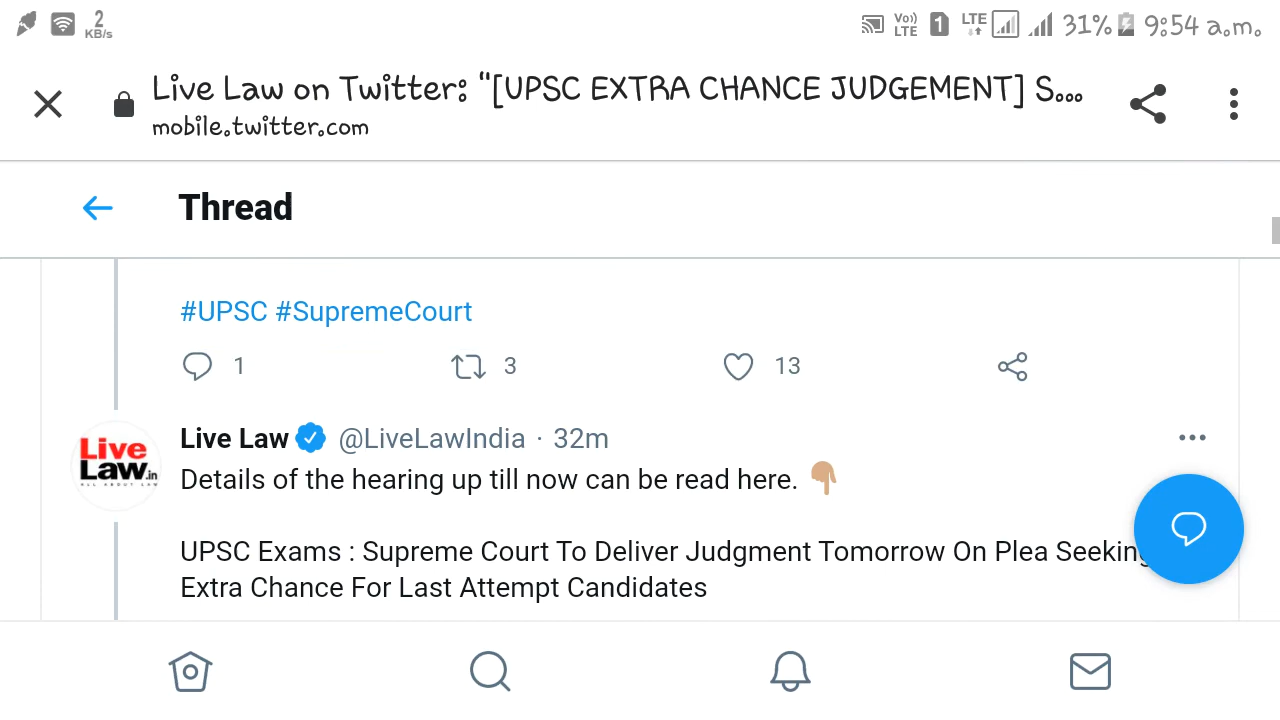 2
KB/s
Vo))
LTE
1
LTE
31%
9:54 a.m.
Live Law on Twitter: "[UPSC EXTRA CHANCE JUDGEMENT] S...
mobile.twitter.com
Thread
#UPSC #SupremeCourt
1
3
13
Live
Law.in
ALL ABOUT LAW
Live Law @LiveLawIndia · 32m
Details of the hearing up till now can be read here.
UPSC Exams : Supreme Court To Deliver Judgment Tomorrow On Plea Seeking
Extra Chance For Last Attempt Candidates